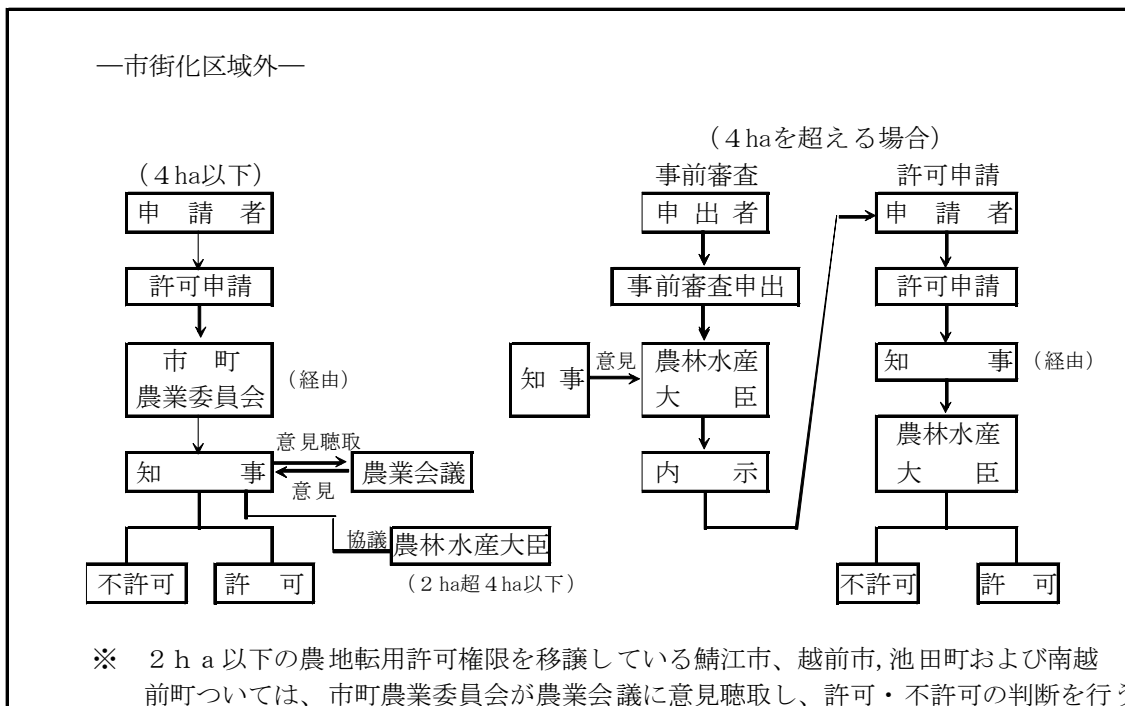 ―市街化区域外―
（４ha以下）
申請者
許可申請
市町
農業委員会
（経由）
知事
意見聴取
意見
農業会議
協議
農林水産大臣
（２ha超４ha以下）
不許可
許可
（４haを超える場合）
事前審査
申出者
事前審査申出
知事
意見
農林水産
大臣
内示
許可申請
申請者
許可申請
知事
（経由）
農林水産
大臣
不許可
許可
※　２ｈａ以下の農地転用許可権限を移譲している鯖江市、越前市,池田町および南越
前町ついては、市町農業委員会が農業会議に意見聴取し、許可・不許可の判断を行う